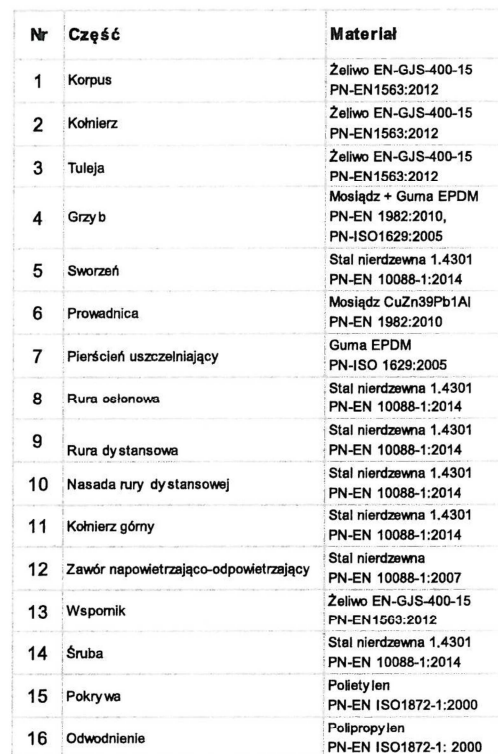 Nr Część Materiał
1 Korpus Żeliwo EN-GJS-400-15
PN-EN1563:2012
2 Kołnierz Żeliwo EN-GJS-400-15
PN-EN1563:2012
3 Tuleja Żeliwo EN-GJS-400-15
PN-EN1563:2012
4 Grzyb Mosiądz + Guma EPDM
PN-EN 1982:2010,
PN-ISO1629:2005
5 Sworzeń Stal nierdzewna 1.4301
PN-EN 10088-1:2014
6 Prowadnica Mosiądz CuZn39Pb1Al
PN-EN 1982:2010
7 Pierścień uszczelniający Guma EPDM
PN-ISO 1629:2005
8 Rura osłonowa Stal nierdzewna 1.4301
PN-EN 10088-1:2014
9 Rura dystansowa Stal nierdzewna 1.4301
PN-EN 10088-1:2014
10 Nasada rury dystansowej Stal nierdzewna 1.4301
PN-EN 10088-1:2014
11 Kołnierz górny Stal nierdzewna 1.4301
PN-EN 10088-1:2014
12 Zawór napowietrzająco-odpowietrzający Stal nierdzewna
PN-EN 10088-1:2007
13 Wspornik Żeliwo EN-GJS-400-15
PN-EN1563:2012
14 Śruba Stal nierdzewna 1.4301
PN-EN 10088-1:2014
15 Pokrywa Polietylen
PN-EN ISO1872-1:2000
16 Odwodnienie Polipropylen
PN-EN ISO1872-1: 2000